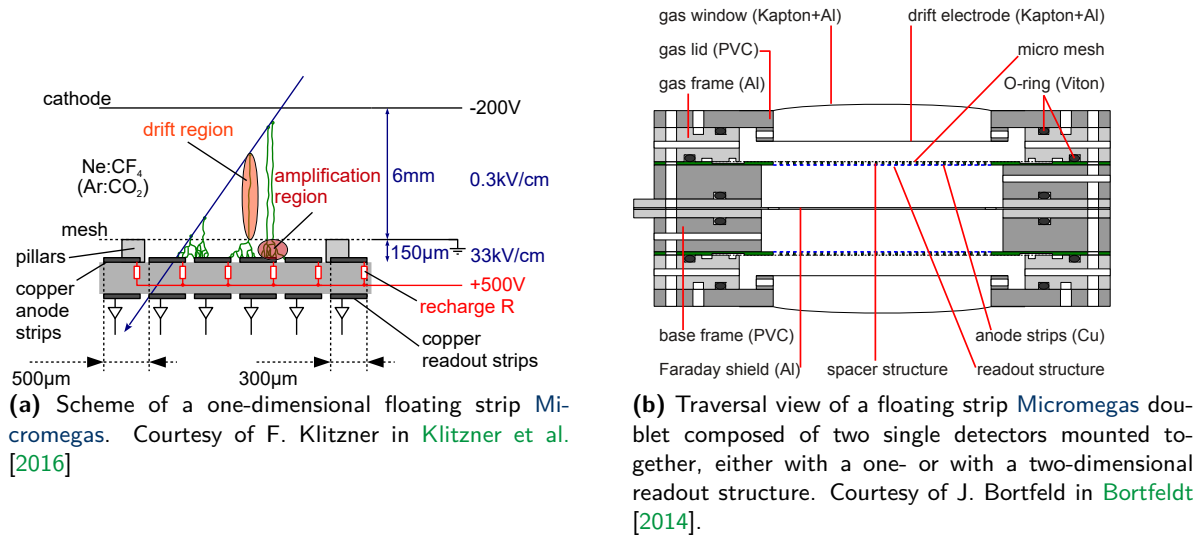 cathode
-200V
drift region
Ne:CF₄
(Ar:CO₂)
6mm
0.3kV/cm
amplification
region
mesh
150µm
33kV/cm
pillars
+500V
copper
anode
strips
recharge R
copper
readout strips
500µm
300µm
(a) Scheme of a one-dimensional floating strip Mi-
cromegas. Courtesy of F. Klitzner in Klitzner et al.
[2016]
gas window (Kapton+Al)
drift electrode (Kapton+Al)
gas lid (PVC)
micro mesh
gas frame (Al)
O-ring (Viton)
base frame (PVC)
anode strips (Cu)
Faraday shield (Al)
spacer structure
readout structure
(b) Traversal view of a floating strip Micromegas dou-
blet composed of two single detectors mounted to-
gether, either with a one- or with a two-dimensional
readout structure. Courtesy of J. Bortfeld in Bortfeldt
[2014].